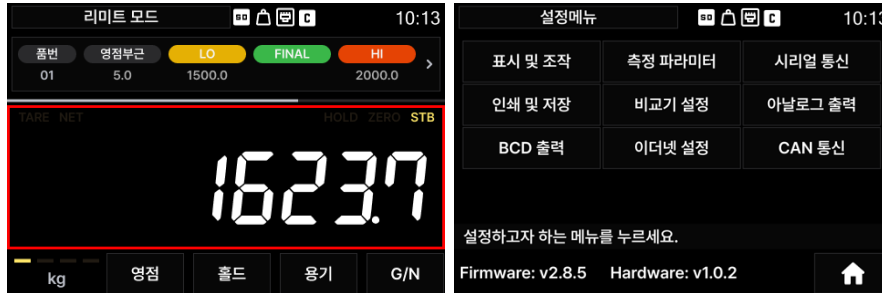 리미트 모드 SD C 10:13
품번 영점부근 LO FINAL HI
01 5.0 1500.0 2000.0 >
TARE NET HOLD ZERO STB
1623.7
kg 영점 홀드 용기 G/N
설정메뉴 SD C 10:13
표시 및 조작 측정 파라미터 시리얼 통신
인쇄 및 저장 비교기 설정 아날로그 출력
BCD 출력 이더넷 설정 CAN 통신
설정하고자 하는 메뉴를 누르세요.
Firmware: v2.8.5 Hardware: v1.0.2